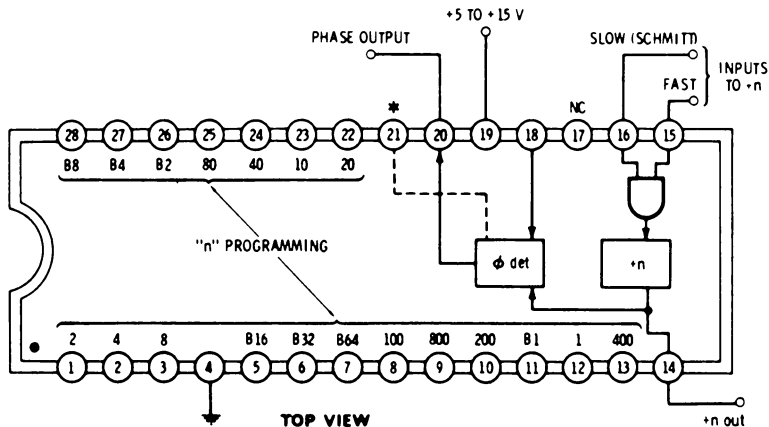 +5 TO +15 V
PHASE OUTPUT
SLOW (SCHMITT)
INPUTS
TO ÷n
FAST
*
NC
28 27 26 25 24 23 22 21 20 19 18 17 16 15
B8 B4 B2 80 40 10 20
"n" PROGRAMMING
ϕ det
÷n
2 4 8 B16 B32 B64 100 800 200 B1 1 400
1 2 3 4 5 6 7 8 9 10 11 12 13 14
TOP VIEW
÷n out